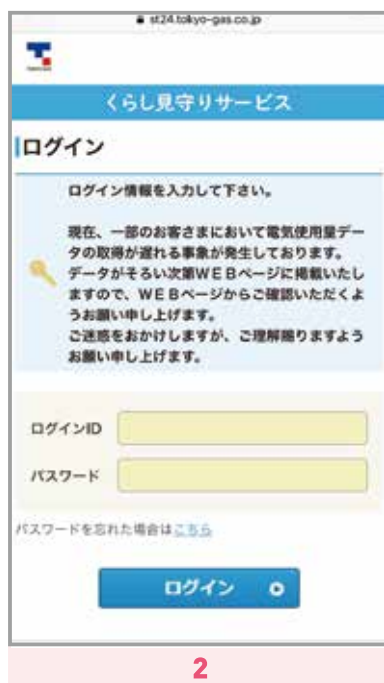 st24.tokyo-gas.co.jp
くらし見守りサービス
ログイン
ログイン情報を入力して下さい。
現在、一部のお客さまにおいて電気使用量デー
タの取得が遅れる事象が発生しております。
データがそろい次第WEBページに掲載いたし
ますので、WEBページからご確認いただくよ
うお願い申し上げます。
ご迷惑をおかけしますが、ご理解賜りますよう
お願い申し上げます。
ログインID
パスワード
パスワードを忘れた場合はこちら
ログイン
2